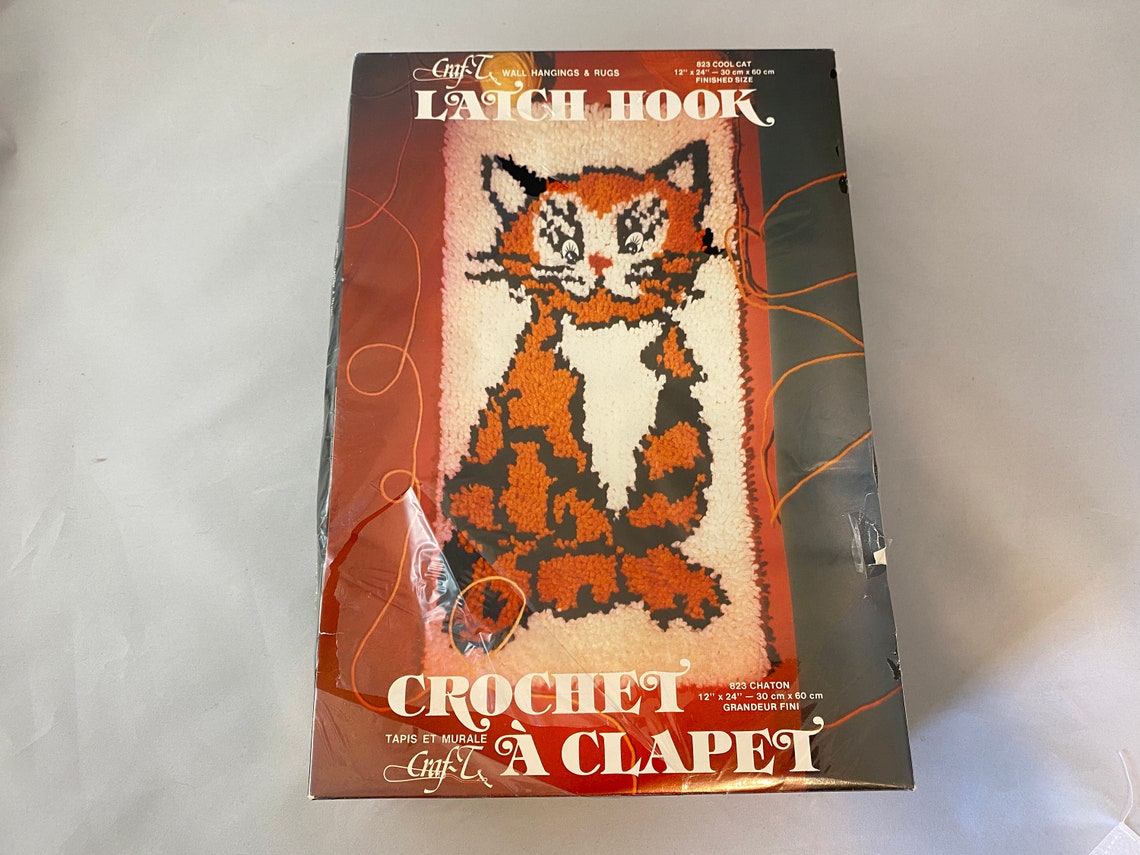 Craf-T
WALL HANGINGS & RUGS
823 COOL CAT
12" x 24" — 30 cm x 60 cm
FINISHED SIZE
LATCH HOOK
CROCHET
823 CHATON
12" x 24" — 30 cm x 60 cm
GRANDEUR FINI
TAPIS ET MURALE
Craf-T
À CLAPET